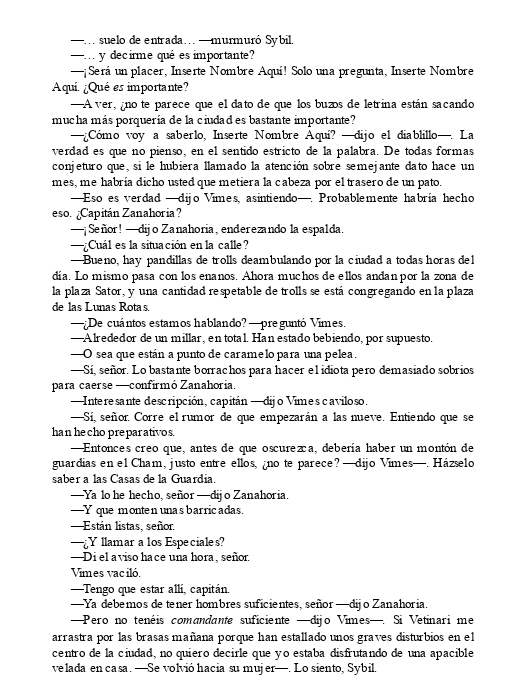 —… suelo de entrada… —murmuró Sybil.
—… y decirme qué es importante?
—¡Será un placer, Inserte Nombre Aquí! Solo una pregunta, Inserte Nombre
Aquí. ¿Qué es importante?
—A ver, ¿no te parece que el dato de que los buzos de letrina están sacando
mucha más porquería de la ciudad es bastante importante?
—¿Cómo voy a saberlo, Inserte Nombre Aquí? —dijo el diablillo—. La
verdad es que no pienso, en el sentido estricto de la palabra. De todas formas
conjeturo que, si le hubiera llamado la atención sobre semejante dato hace un
mes, me habría dicho usted que metiera la cabeza por el trasero de un pato.
—Eso es verdad —dijo Vimes, asintiendo—. Probablemente habría hecho
eso. ¿Capitán Zanahoria?
—¡Señor! —dijo Zanahoria, enderezando la espalda.
—¿Cuál es la situación en la calle?
—Bueno, hay pandillas de trolls deambulando por la ciudad a todas horas del
día. Lo mismo pasa con los enanos. Ahora muchos de ellos andan por la zona de
la plaza Sator, y una cantidad respetable de trolls se está congregando en la plaza
de las Lunas Rotas.
—¿De cuántos estamos hablando? —preguntó Vimes.
—Alrededor de un millar, en total. Han estado bebiendo, por supuesto.
—O sea que están a punto de caramelo para una pelea.
—Sí, señor. Lo bastante borrachos para hacer el idiota pero demasiado sobrios
para caerse —confirmó Zanahoria.
—Interesante descripción, capitán —dijo Vimes caviloso.
—Sí, señor. Corre el rumor de que empezarán a las nueve. Entiendo que se
han hecho preparativos.
—Entonces creo que, antes de que oscurezca, debería haber un montón de
guardias en el Cham, justo entre ellos, ¿no te parece? —dijo Vimes—. Házselo
saber a las Casas de la Guardia.
—Ya lo he hecho, señor —dijo Zanahoria.
—Y que monten unas barricadas.
—Están listas, señor.
—¿Y llamar a los Especiales?
—Di el aviso hace una hora, señor.
Vimes vaciló.
—Tengo que estar allí, capitán.
—Ya debemos de tener hombres suficientes, señor —dijo Zanahoria.
—Pero no tenéis comandante suficiente —dijo Vimes—. Si Vetinari me
arrastra por las brasas mañana porque han estallado unos graves disturbios en el
centro de la ciudad, no quiero decirle que yo estaba disfrutando de una apacible
velada en casa. —Se volvió hacia su mujer—. Lo siento, Sybil.